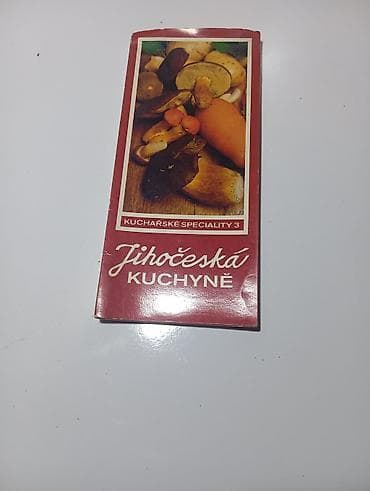 KUCHAŘSKÉ SPECIALITY 3
Jihočeská
KUCHYNĚ